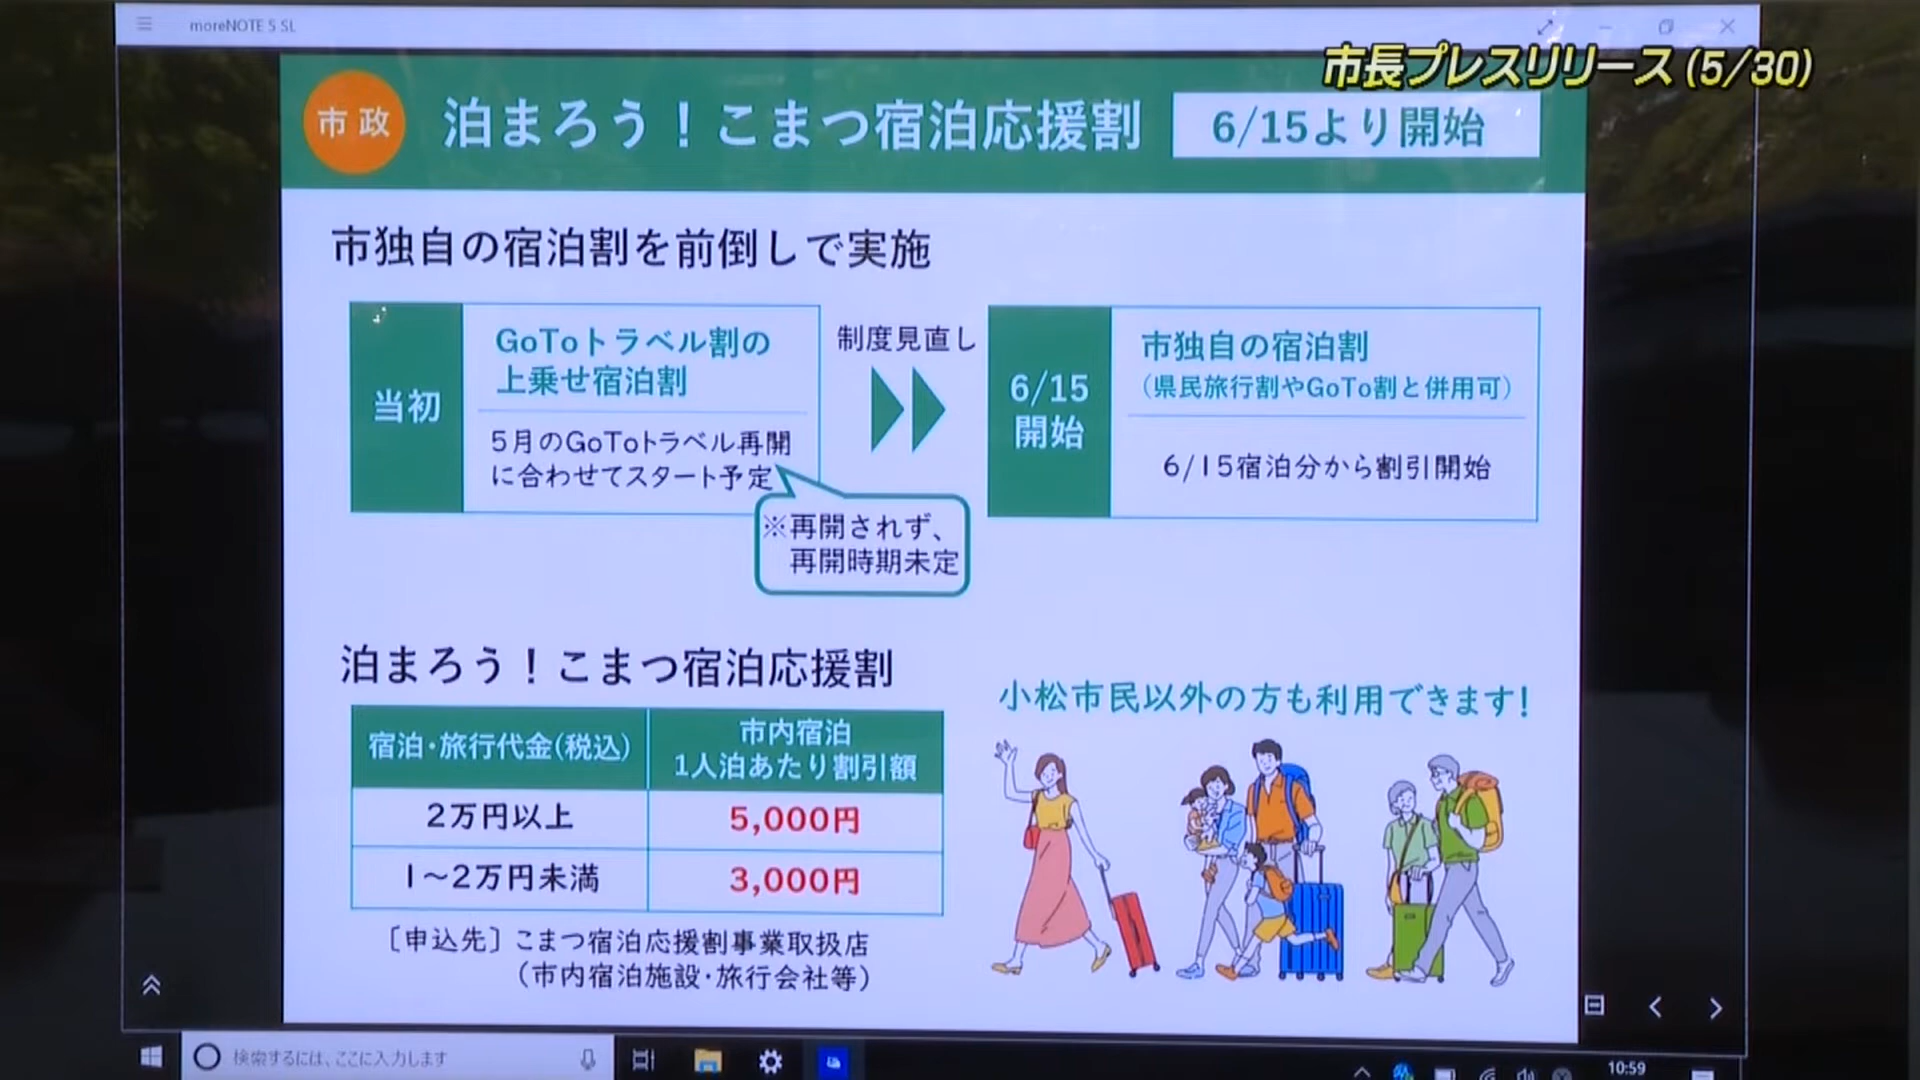 moreNOTE 5 SL
市長プレスリリース (5/30)
市政
泊まろう！こまつ宿泊応援割
6/15より開始
市独自の宿泊割を前倒しで実施
当初
GoToトラベル割の
上乗せ宿泊割
5月のGoToトラベル再開
に合わせてスタート予定
※再開されず、
再開時期未定
制度見直し
6/15
開始
市独自の宿泊割
（県民旅行割やGoTo割と併用可）
6/15宿泊分から割引開始
泊まろう！こまつ宿泊応援割
宿泊・旅行代金(税込)
市内宿泊
1人泊あたり割引額
2万円以上
5,000円
1～2万円未満
3,000円
〔申込先〕こまつ宿泊応援割事業取扱店
（市内宿泊施設・旅行会社等）
小松市民以外の方も利用できます！
検索するには、ここに入力します
10:59